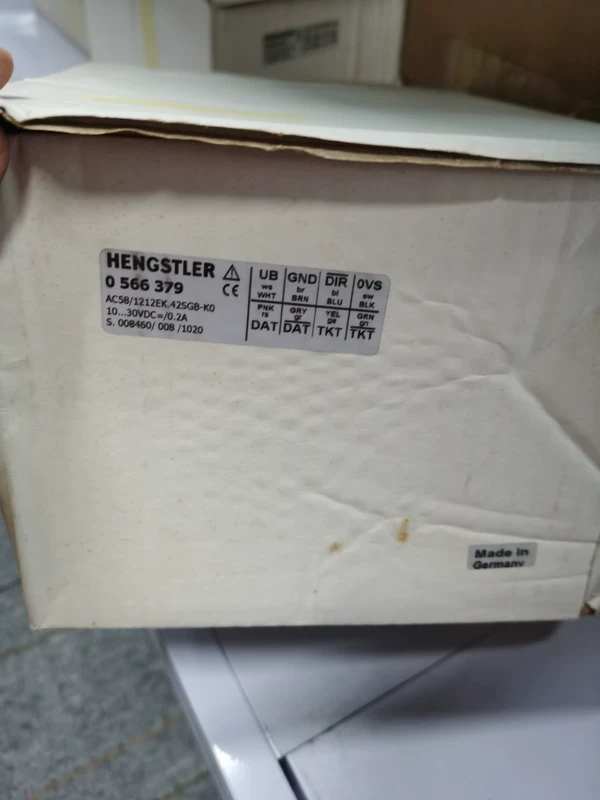 HENGSTLER
0 566 379
AC58/1212EK.42SGB-K0
10...30VDC=/0.2A
S. 008460/ 008 /1020
CE
UB GND DIR 0VS
ws br bl sw
WHT BRN BLU BLK
PNK GRY YEL GRN
rs gr ge gn
DAT DAT TKT TKT
Made in
Germany